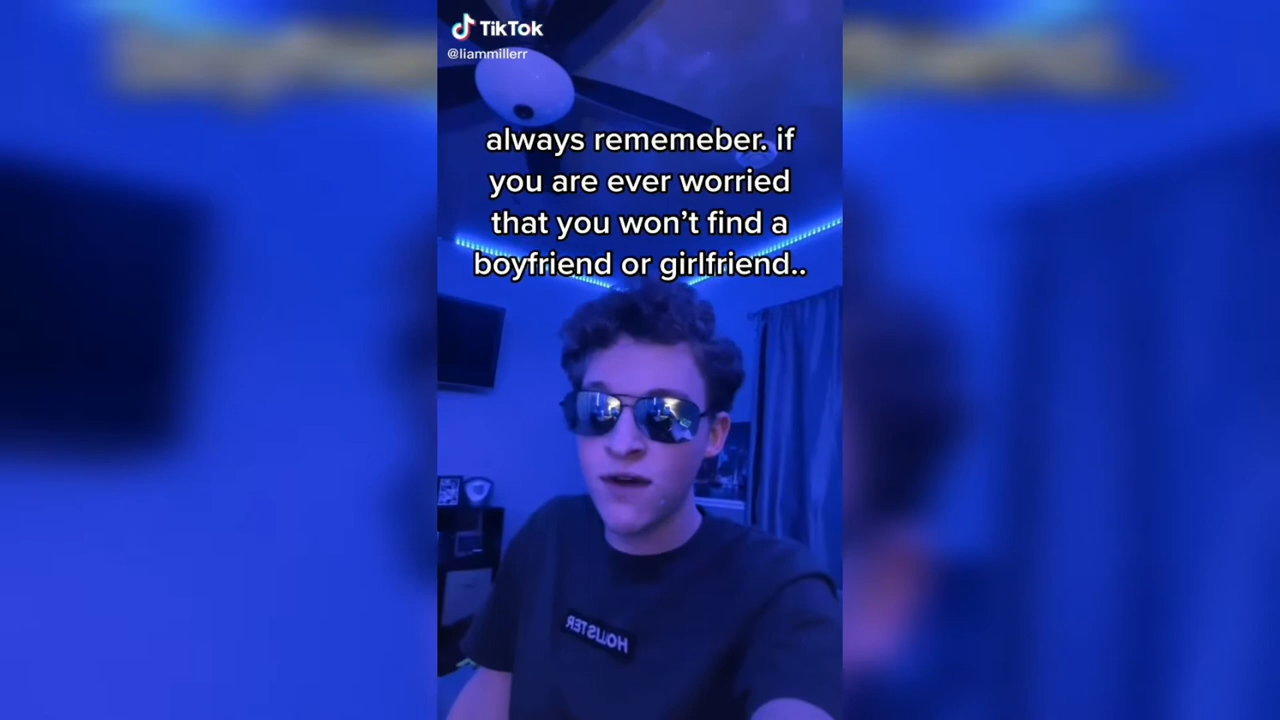 TikTok
@liammillerr
always rememeber. if
you are ever worried
that you won't find a
boyfriend or girlfriend..
HOLLISTER